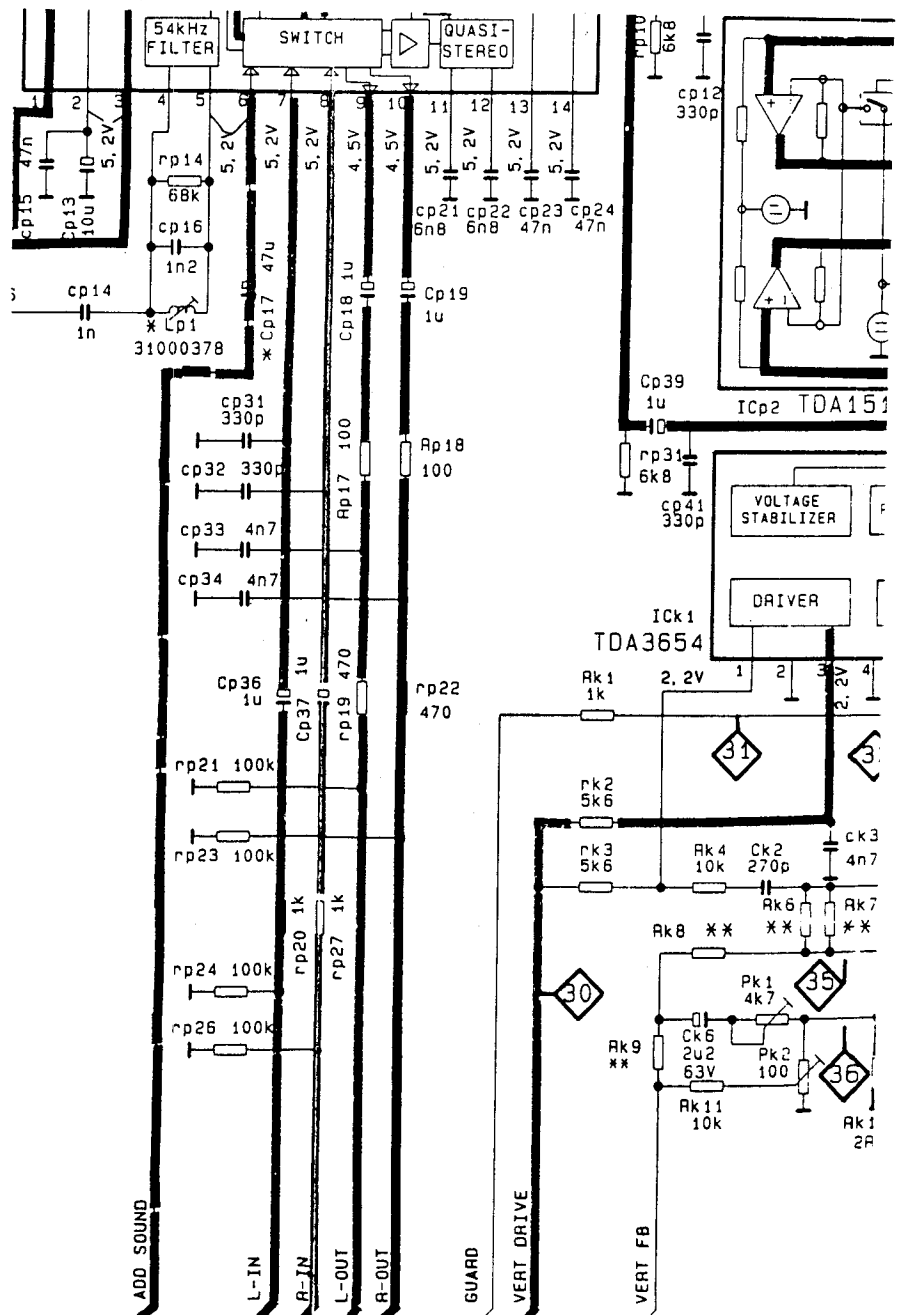 54kHz
FILTER
SWITCH
QUASI-
STEREO
rp10
6k8
cp12
330p
1
2
3
4
5
6
7
8
9
10
11
12
13
14
5,2V
5,2V
5,2V
5,2V
4,5V
4,5V
5,2V
5,2V
5,2V
5,2V
47n
cp15
Cp13
10u
rp14
68k
cp16
1n2
cp14
1n
* Lp1
31000378
47u
* Cp17
1u
Cp18
Cp19
1u
cp21
6n8
cp22
6n8
cp23
47n
cp24
47n
Cp39
1u
ICp2 TDA151
cp31
330p
cp32 330p
cp33 4n7
cp34 4n7
100
Rp17
Rp18
100
rp31
6k8
cp41
330p
VOLTAGE
STABILIZER
DRIVER
ICk1
TDA3654
1
2
3
4
2,2V
2,2V
Cp36
1u
1u
Cp37
470
rp19
rp22
470
Rk1
1k
31
rp21 100k
rp23 100k
rk2
5k6
rk3
5k6
Rk4
10k
Ck2
270p
ck3
4n7
Rk6
**
Rk7
**
Rk8 **
1k
rp20
1k
rp27
rp24 100k
rp26 100k
30
35
Pk1
4k7
Rk9
**
Ck6
2u2
63V
Pk2
100
36
Rk11
10k
Rk1
2R
ADD SOUND
L-IN
R-IN
L-OUT
R-OUT
GUARD
VERT DRIVE
VERT FB